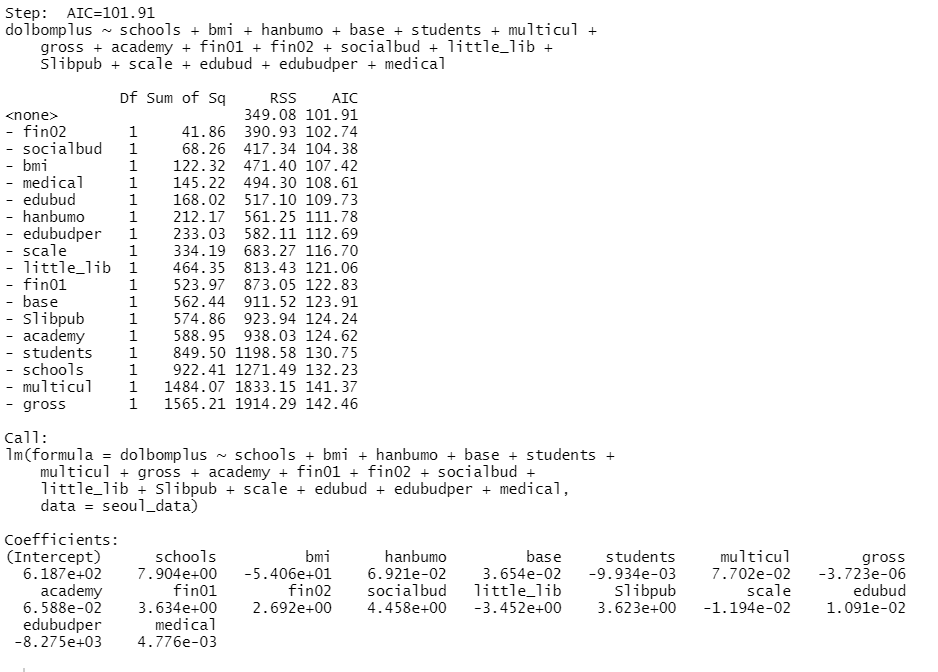 Step:  AIC=101.91
dolbomplus ~ schools + bmi + hanbumo + base + students + multicul +
    gross + academy + fin01 + fin02 + socialbud + little_lib +
    Slibpub + scale + edubud + edubudper + medical

             Df Sum of Sq     RSS    AIC
<none>                     349.08 101.91
- fin02       1     41.86  390.93 102.74
- socialbud   1     68.26  417.34 104.38
- bmi         1    122.32  471.40 107.42
- medical     1    145.22  494.30 108.61
- edubud      1    168.02  517.10 109.73
- hanbumo     1    212.17  561.25 111.78
- edubudper   1    233.03  582.11 112.69
- scale       1    334.19  683.27 116.70
- little_lib  1    464.35  813.43 121.06
- fin01       1    523.97  873.05 122.83
- base        1    562.44  911.52 123.91
- Slibpub     1    574.86  923.94 124.24
- academy     1    588.95  938.03 124.62
- students    1    849.50 1198.58 130.75
- schools     1    922.41 1271.49 132.23
- multicul    1   1484.07 1833.15 141.37
- gross       1   1565.21 1914.29 142.46

Call:
lm(formula = dolbomplus ~ schools + bmi + hanbumo + base + students +
    multicul + gross + academy + fin01 + fin02 + socialbud +
    little_lib + Slibpub + scale + edubud + edubudper + medical,
    data = seoul_data)

Coefficients:
(Intercept)      schools          bmi      hanbumo         base     students     multicul        gross
  6.187e+02    7.904e+00   -5.406e+01    6.921e-02    3.654e-02   -9.934e-03    7.702e-02   -3.723e-06
    academy        fin01        fin02    socialbud   little_lib      Slibpub        scale       edubud
  6.588e-02    3.634e+00    2.692e+00    4.458e+00   -3.452e+00    3.623e+00   -1.194e-02    1.091e-02
  edubudper      medical
 -8.275e+03    4.776e-03